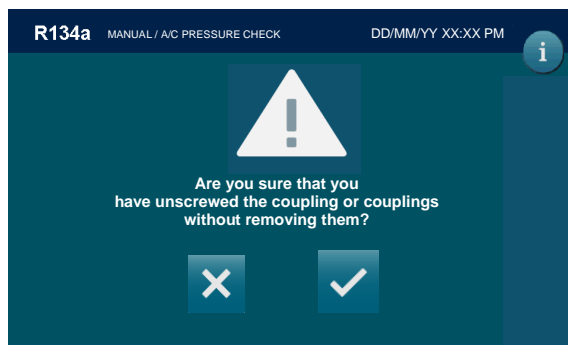 R134a MANUAL / A/C PRESSURE CHECK DD/MM/YY XX:XX PM
i
Are you sure that you
have unscrewed the coupling or couplings
without removing them?